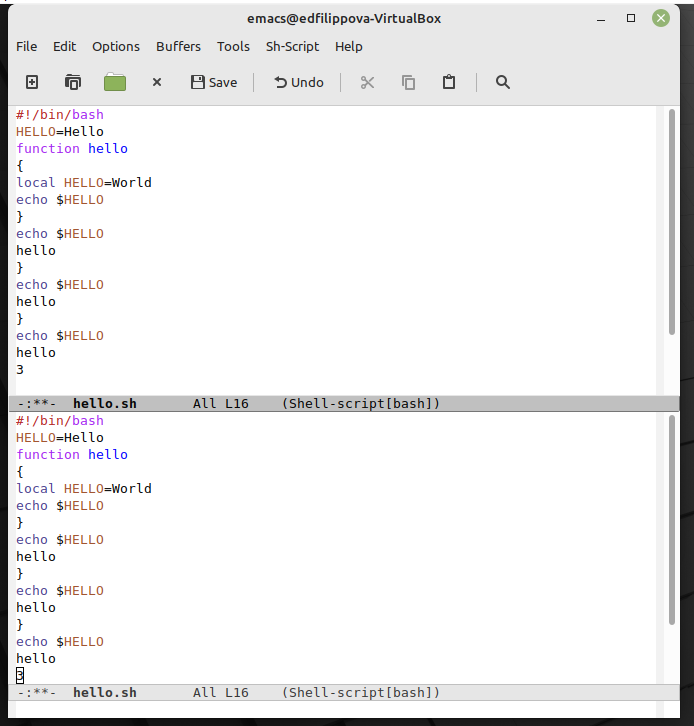 emacs@edfilippova-VirtualBox
File Edit Options Buffers Tools Sh-Script Help
Save Undo
#!/bin/bash
HELLO=Hello
function hello
{
local HELLO=World
echo $HELLO
}
echo $HELLO
hello
}
echo $HELLO
hello
}
echo $HELLO
hello
3
-:**- hello.sh All L16 (Shell-script[bash])
#!/bin/bash
HELLO=Hello
function hello
{
local HELLO=World
echo $HELLO
}
echo $HELLO
hello
}
echo $HELLO
hello
}
echo $HELLO
hello
3
-:**- hello.sh All L16 (Shell-script[bash])